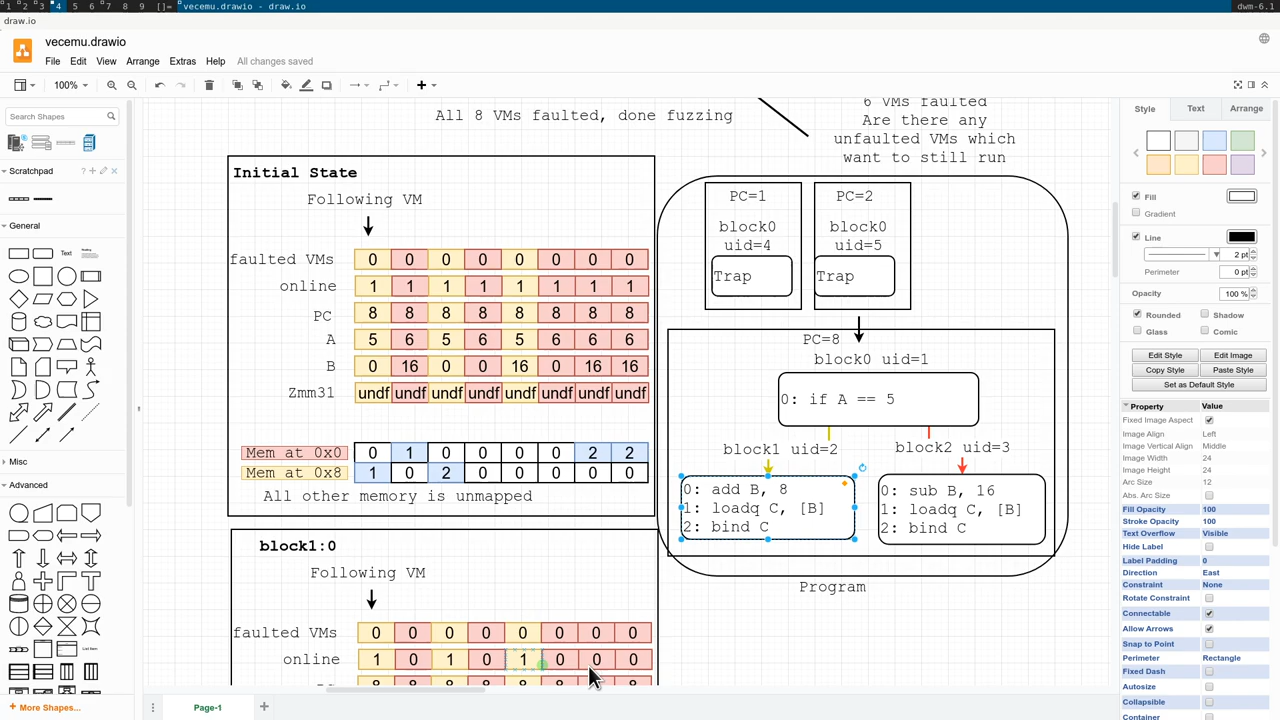 1 2 3 4 5 6 7 8 9 []= vecemu.drawio - draw.io
dwm-6.1
draw.io
vecemu.drawio
File Edit View Arrange Extras Help All changes saved
100%
Search Shapes
Scratchpad
General
Text
Heading
Misc
Advanced
List Item
More Shapes...
All 8 VMs faulted, done fuzzing
6 VMs faulted
Are there any
unfaulted VMs which
want to still run
Initial State
Following VM
faulted VMs 0 0 0 0 0 0 0 0
online 1 1 1 1 1 1 1 1
PC 8 8 8 8 8 8 8 8
A 5 6 5 6 5 6 6 6
B 0 16 0 0 16 0 16 16
Zmm31 undf undf undf undf undf undf undf undf
Mem at 0x0 0 1 0 0 0 0 2 2
Mem at 0x8 1 0 2 0 0 0 0 0
All other memory is unmapped
block1:0
Following VM
faulted VMs 0 0 0 0 0 0 0 0
online 1 0 1 0 1 0 0 0
PC 8 8 8 8 8 8 8 8
PC=1
block0
uid=4
Trap
PC=2
block0
uid=5
Trap
PC=8
block0 uid=1
0: if A == 5
block1 uid=2
0: add B, 8
1: loadq C, [B]
2: bind C
block2 uid=3
0: sub B, 16
1: loadq C, [B]
2: bind C
Program
Page-1
Style Text Arrange
Fill
Gradient
Line
2 pt
Perimeter 0 pt
Opacity 100 %
Rounded Shadow
Glass Comic
Edit Style Edit Image
Copy Style Paste Style
Set as Default Style
Property Value
Fixed Image Aspect
Image Align Left
Image Vertical Align Middle
Image Width 24
Image Height 24
Arc Size 12
Abs. Arc Size
Fill Opacity 100
Stroke Opacity 100
Text Overflow Visible
Hide Label
Label Padding 0
Direction East
Constraint None
Rotate Constraint
Connectable
Allow Arrows
Snap to Point
Perimeter Rectangle
Fixed Dash
Autosize
Collapsible
Container